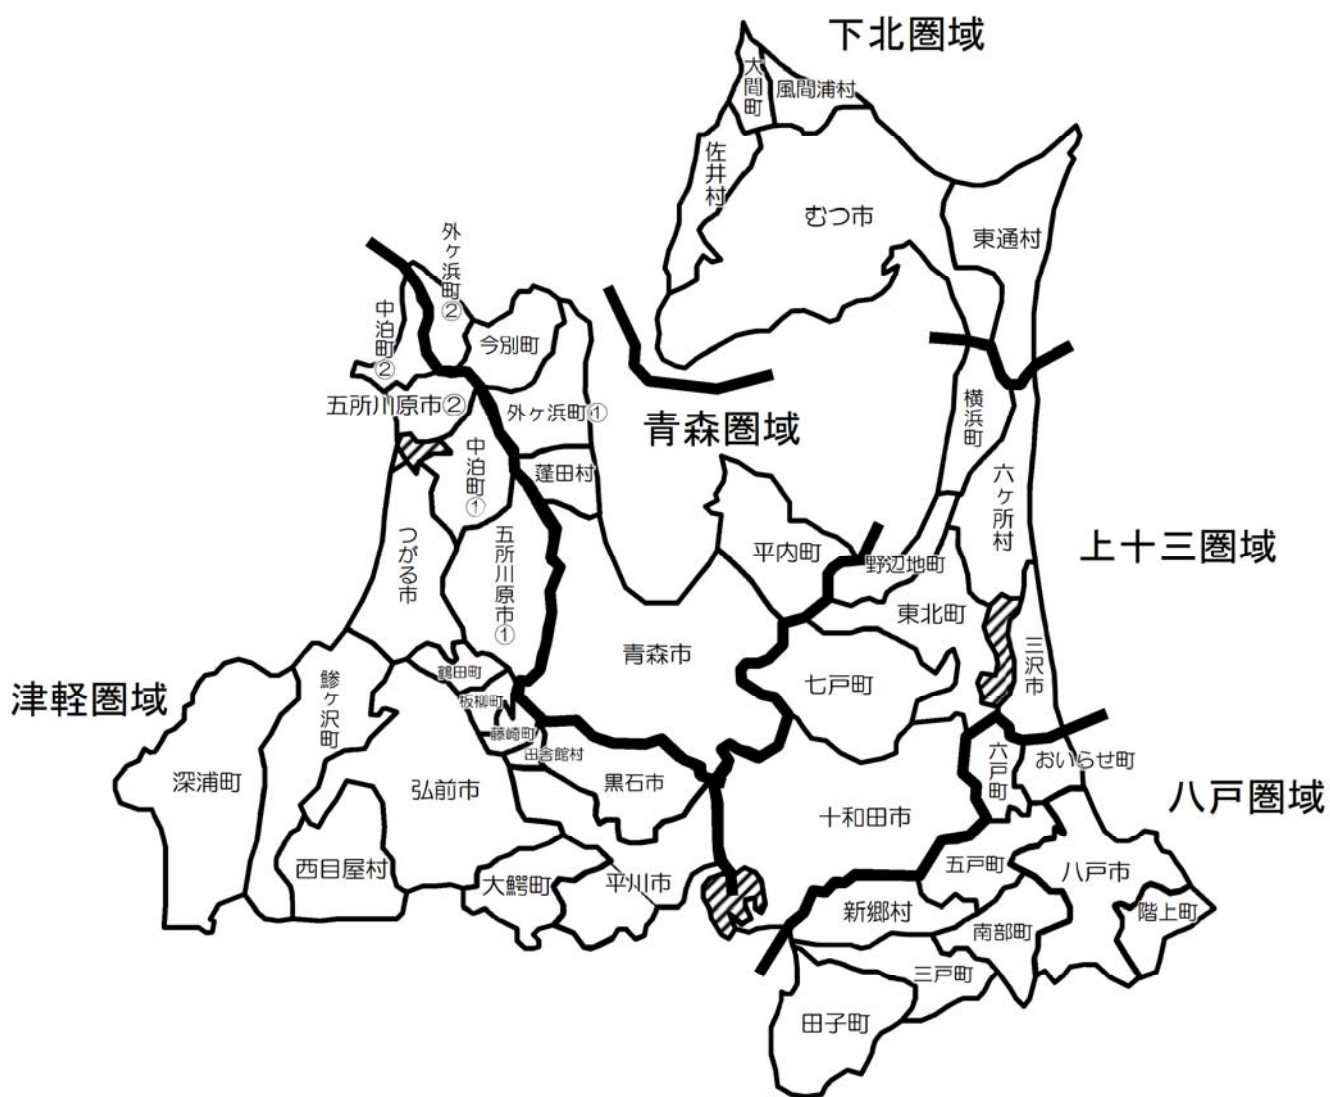 下北圏域
大間町
風間浦村
佐井村
むつ市
東通村
外ヶ浜町②
中泊町②
今別町
五所川原市②
外ヶ浜町①
青森圏域
横浜町
中泊町①
蓬田村
六ヶ所村
つがる市
五所川原市①
平内町
野辺地町
上十三圏域
東北町
三沢市
青森市
七戸町
津軽圏域
鰺ヶ沢町
鶴田町
板柳町
藤崎町
田舎館村
深浦町
弘前市
黒石市
六戸町
おいらせ町
八戸圏域
十和田市
西目屋村
大鰐町
平川市
五戸町
八戸市
新郷村
南部町
階上町
三戸町
田子町